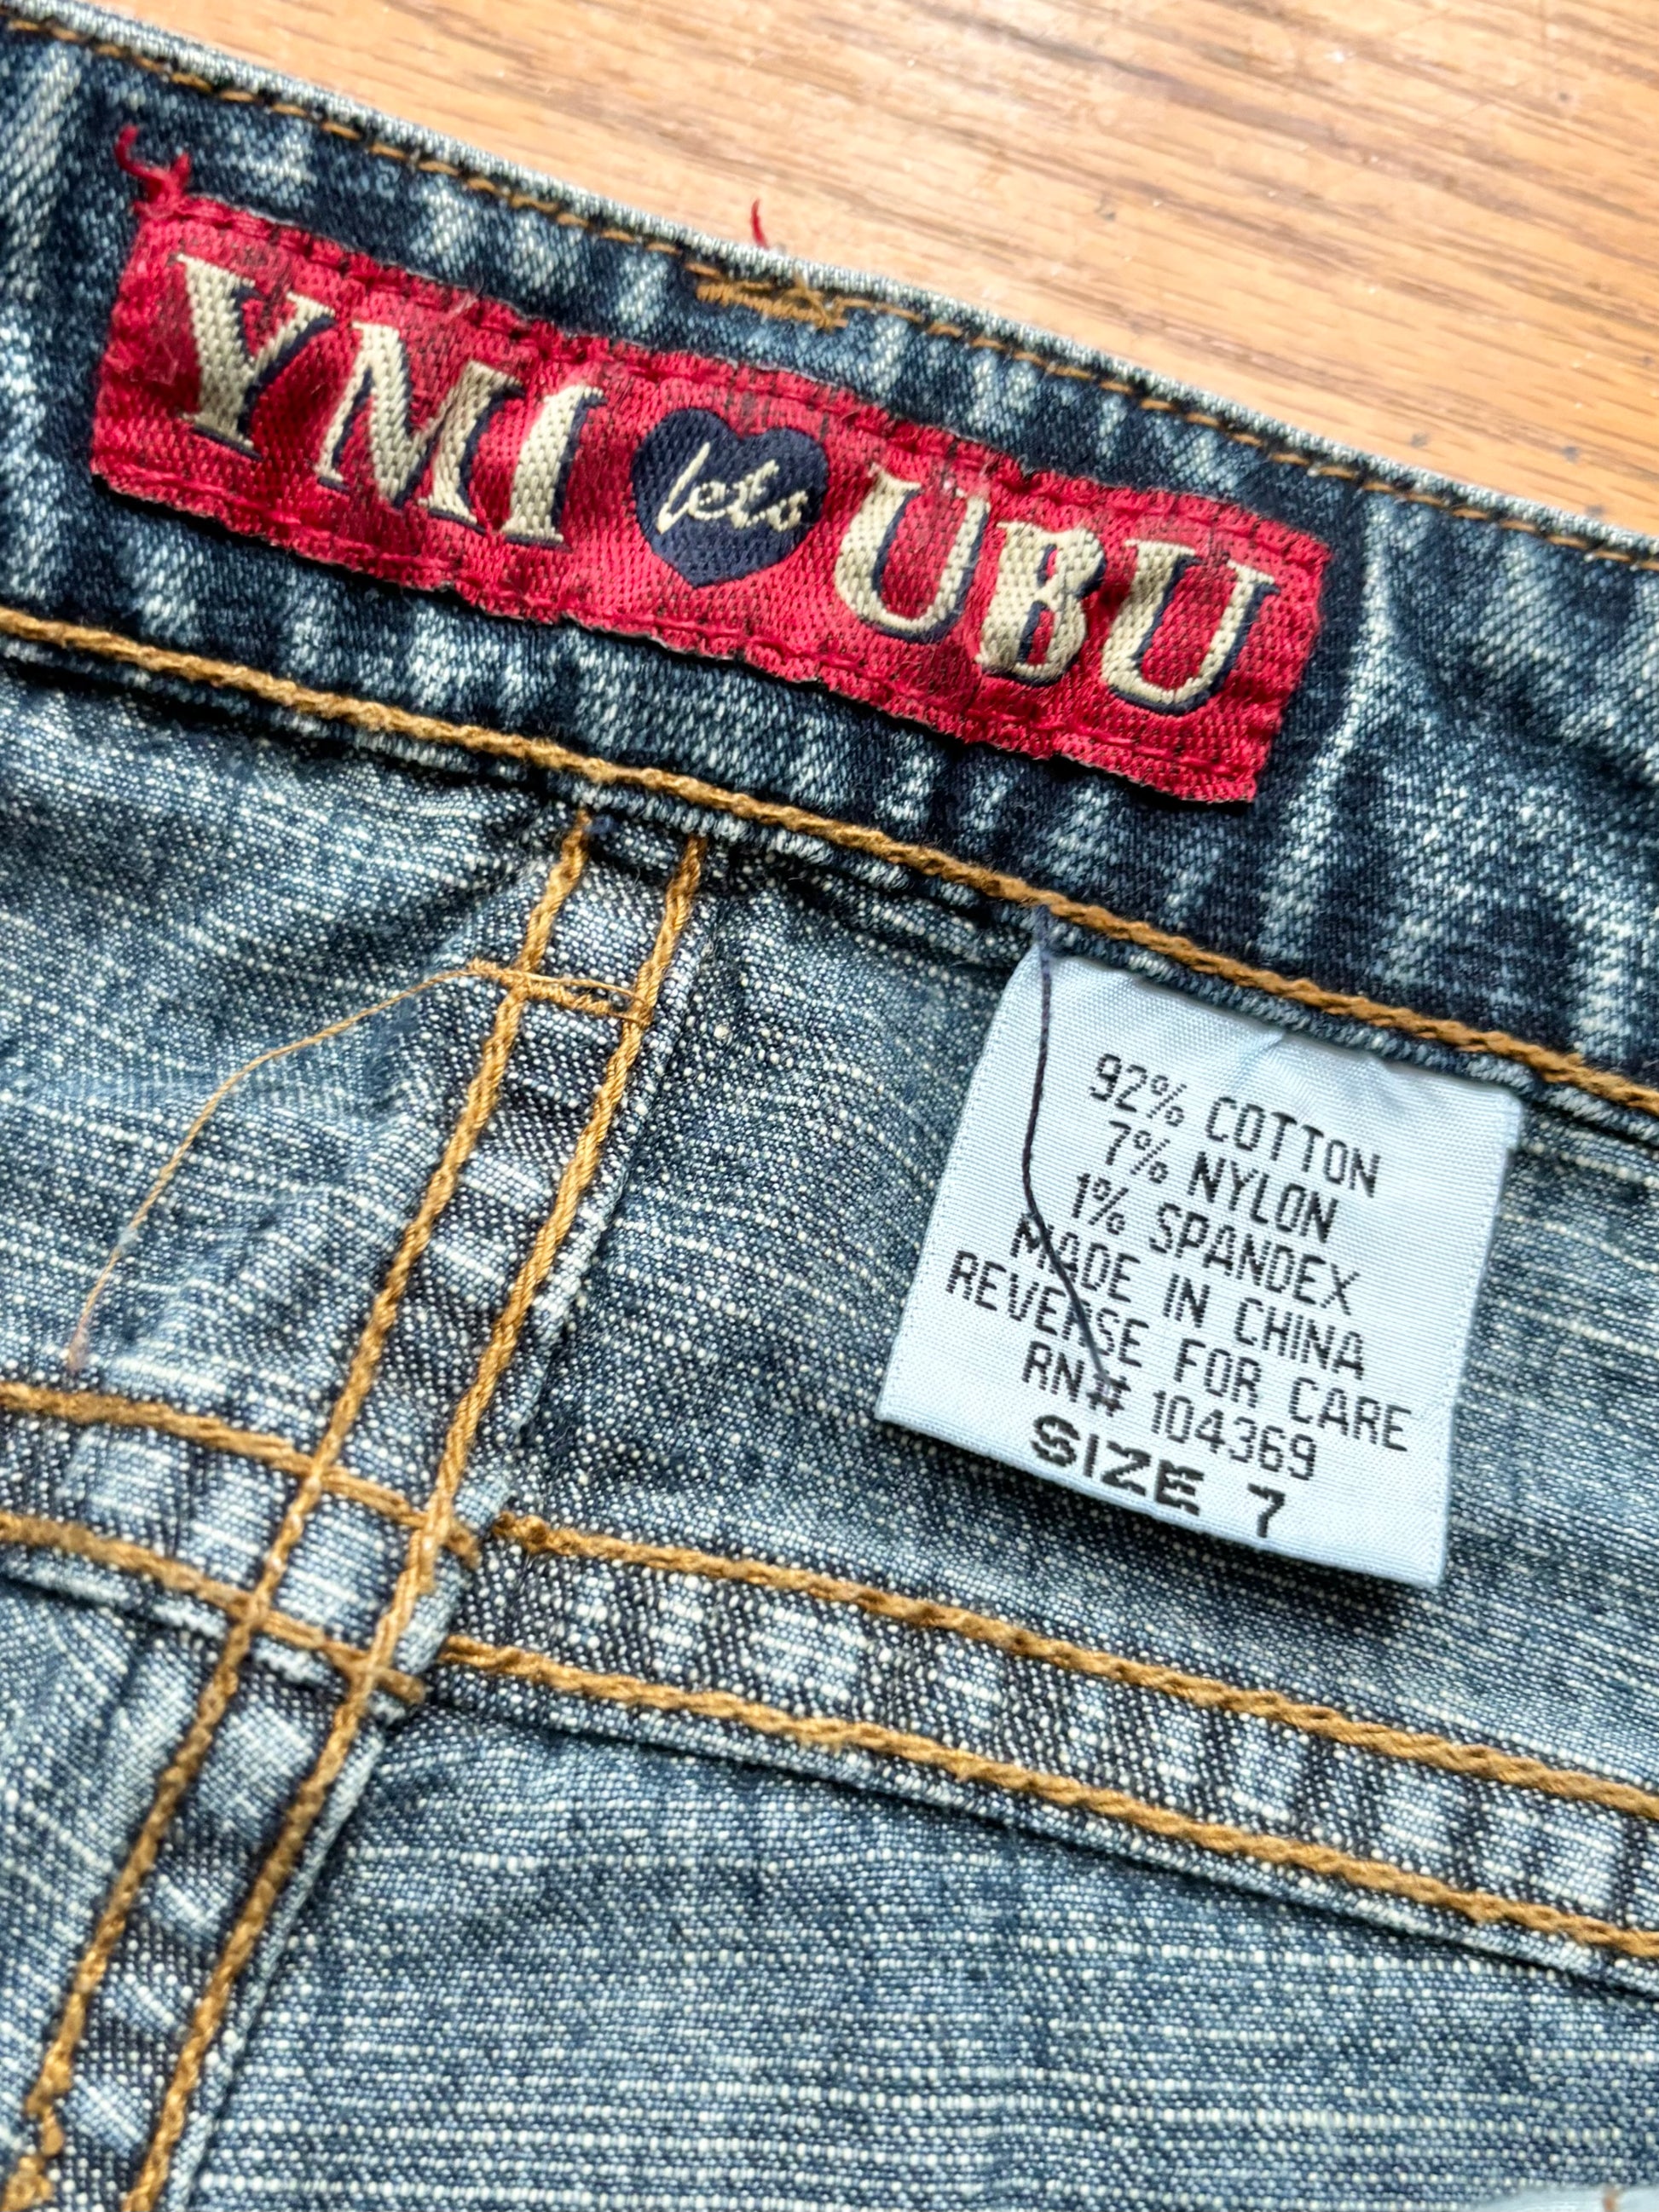 YMI lets UBU
92% COTTON
7% NYLON
1% SPANDEX
MADE IN CHINA
REVERSE FOR CARE
RN# 104369
SIZE 7